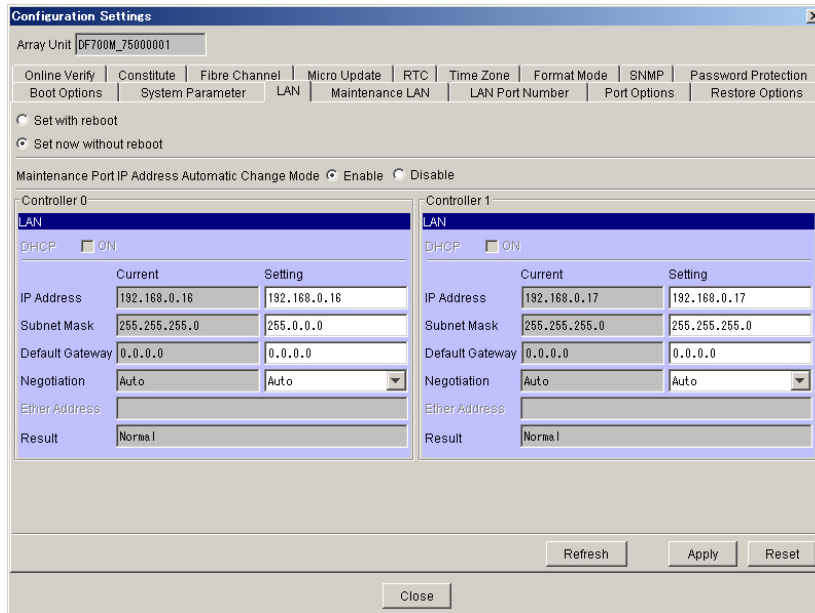 Configuration Settings
Array Unit DF700M_75000001
Online Verify Constitute Fibre Channel Micro Update RTC Time Zone Format Mode SNMP Password Protection
Boot Options System Parameter LAN Maintenance LAN LAN Port Number Port Options Restore Options
Set with reboot
Set now without reboot
Maintenance Port IP Address Automatic Change Mode Enable Disable
Controller 0
LAN
DHCP ON
Current Setting
IP Address 192.168.0.16 192.168.0.16
Subnet Mask 255.255.255.0 255.0.0.0
Default Gateway 0.0.0.0 0.0.0.0
Negotiation Auto Auto
Ether Address
Result Normal
Controller 1
LAN
DHCP ON
Current Setting
IP Address 192.168.0.17 192.168.0.17
Subnet Mask 255.255.255.0 255.255.255.0
Default Gateway 0.0.0.0 0.0.0.0
Negotiation Auto Auto
Ether Address
Result Normal
Refresh Apply Reset
Close